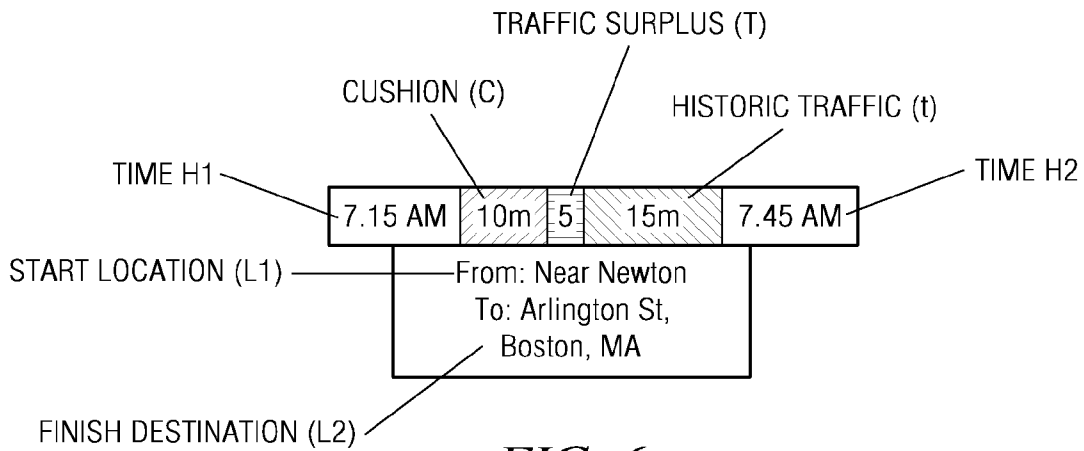 TRAFFIC SURPLUS (T)
CUSHION (C)
HISTORIC TRAFFIC (t)
TIME H1
TIME H2
7.15 AM 10m 5 15m 7.45 AM
START LOCATION (L1)
From: Near Newton
To: Arlington St,
Boston, MA
FINISH DESTINATION (L2)